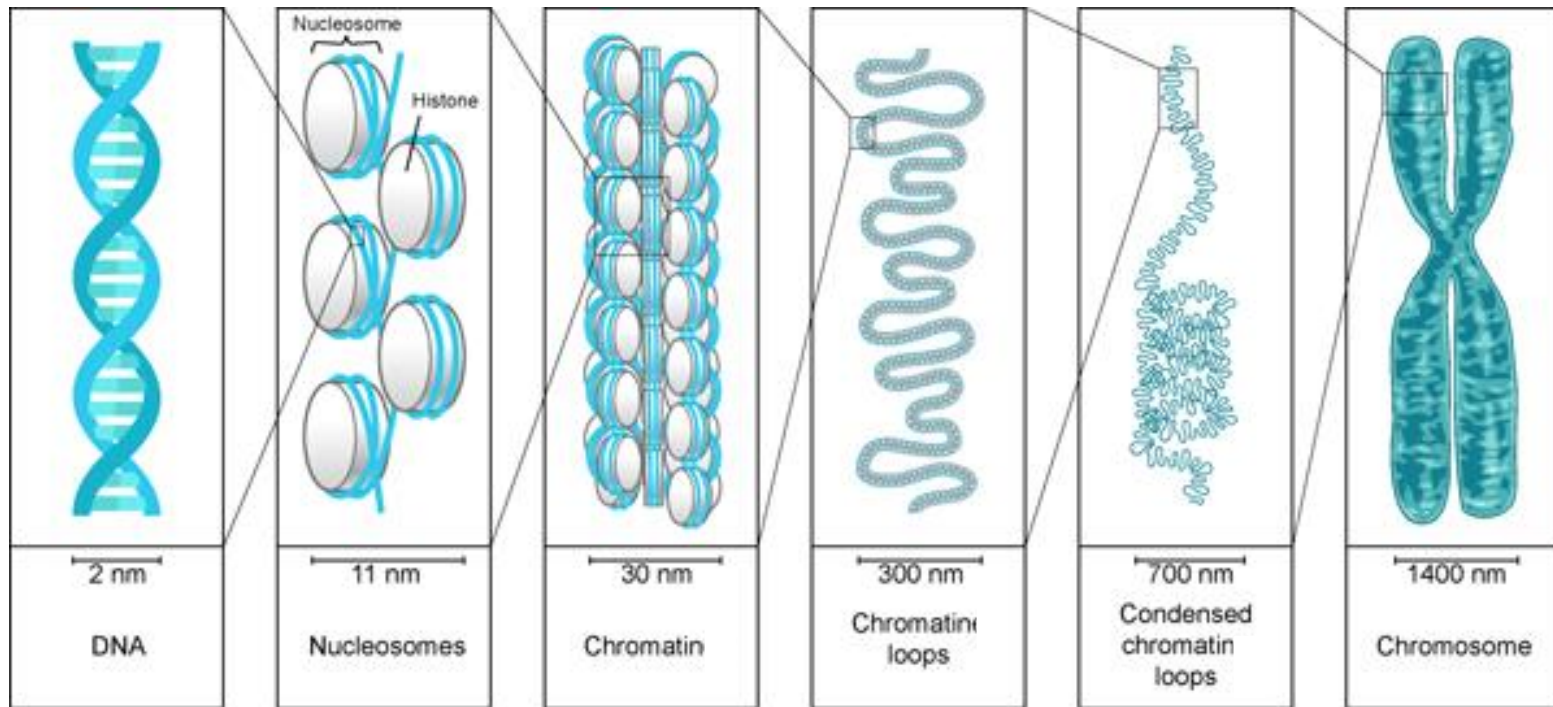 Nucleosome
Histone
2 nm
11 nm
30 nm
300 nm
700 nm
1400 nm
DNA
Nucleosomes
Chromatin
Chromatine
loops
Condensed
chromatin
loops
Chromosome